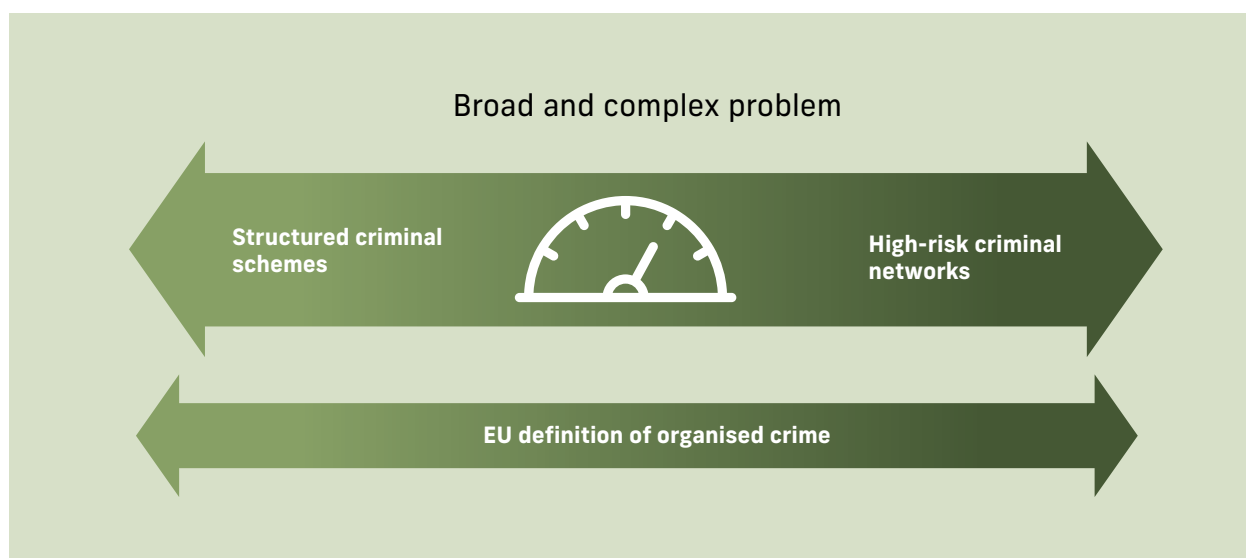 Broad and complex problem
Structured criminal
schemes
High-risk criminal
networks
EU definition of organised crime